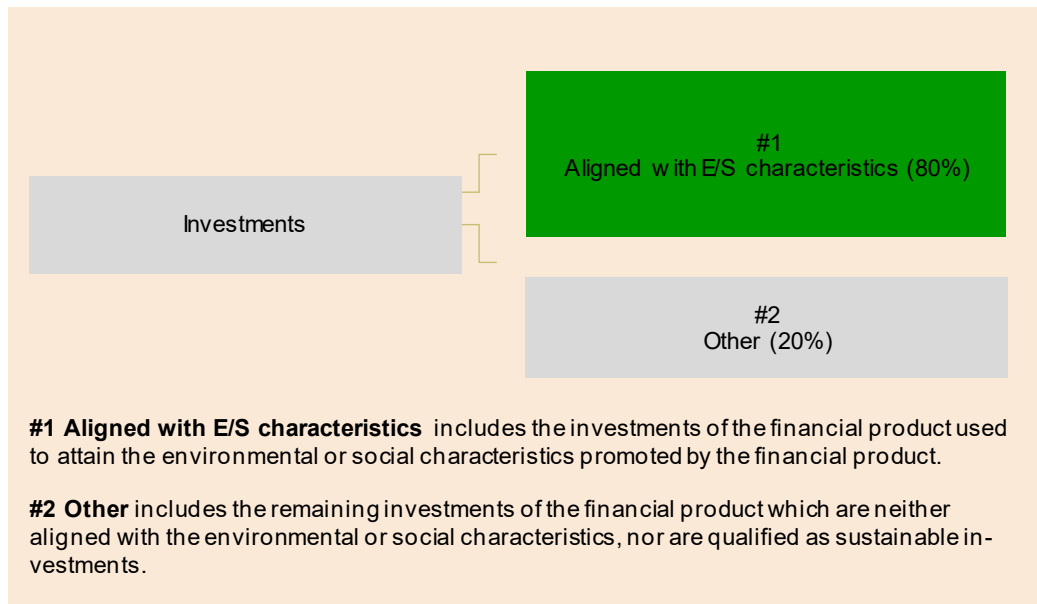 #1
Aligned with E/S characteristics (80%)
Investments
#2
Other (20%)
#1 Aligned with E/S characteristics includes the investments of the financial product used
to attain the environmental or social characteristics promoted by the financial product.
#2 Other includes the remaining investments of the financial product which are neither
aligned with the environmental or social characteristics, nor are qualified as sustainable in-
vestments.